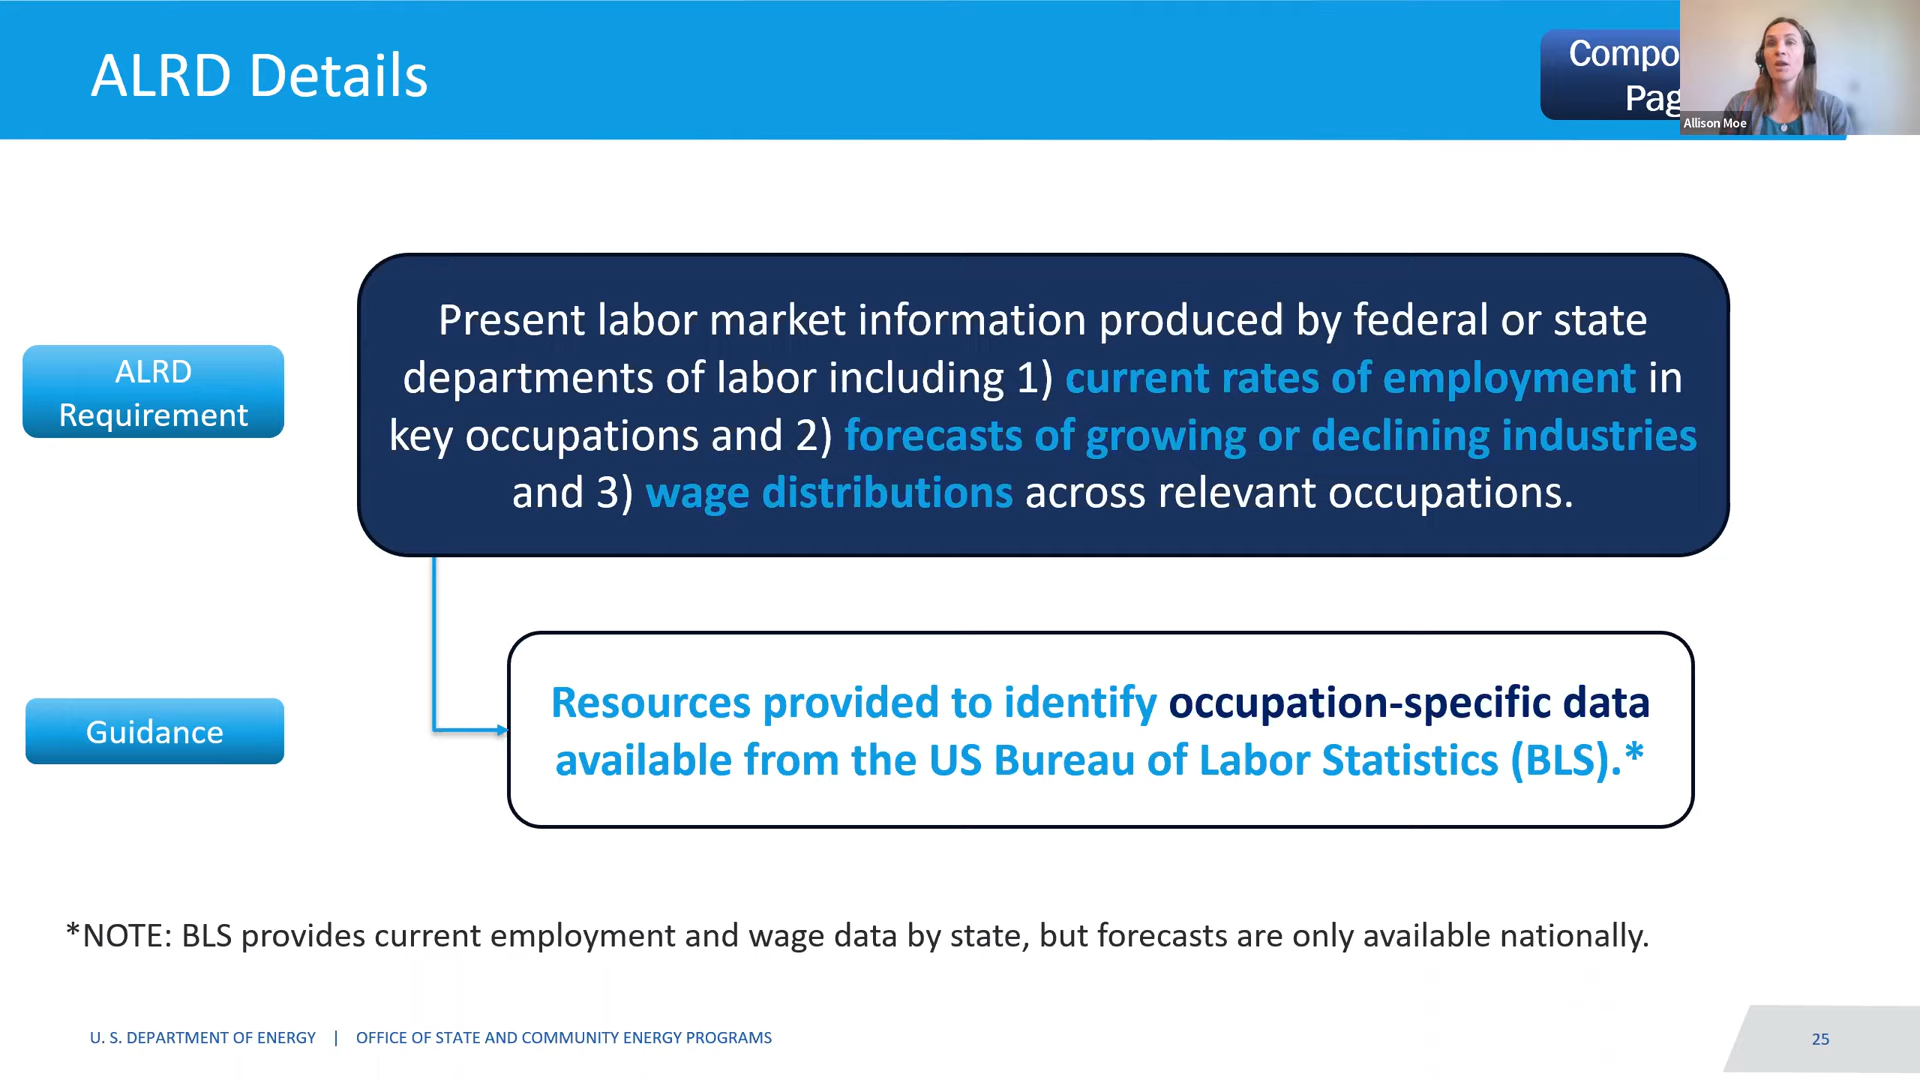 ALRD Details
Allison Moe
ALRD
Requirement
Present labor market information produced by federal or state
departments of labor including 1) current rates of employment in
key occupations and 2) forecasts of growing or declining industries
and 3) wage distributions across relevant occupations.
Guidance
Resources provided to identify occupation-specific data
available from the US Bureau of Labor Statistics (BLS).*
*NOTE: BLS provides current employment and wage data by state, but forecasts are only available nationally.
U. S. DEPARTMENT OF ENERGY | OFFICE OF STATE AND COMMUNITY ENERGY PROGRAMS
25